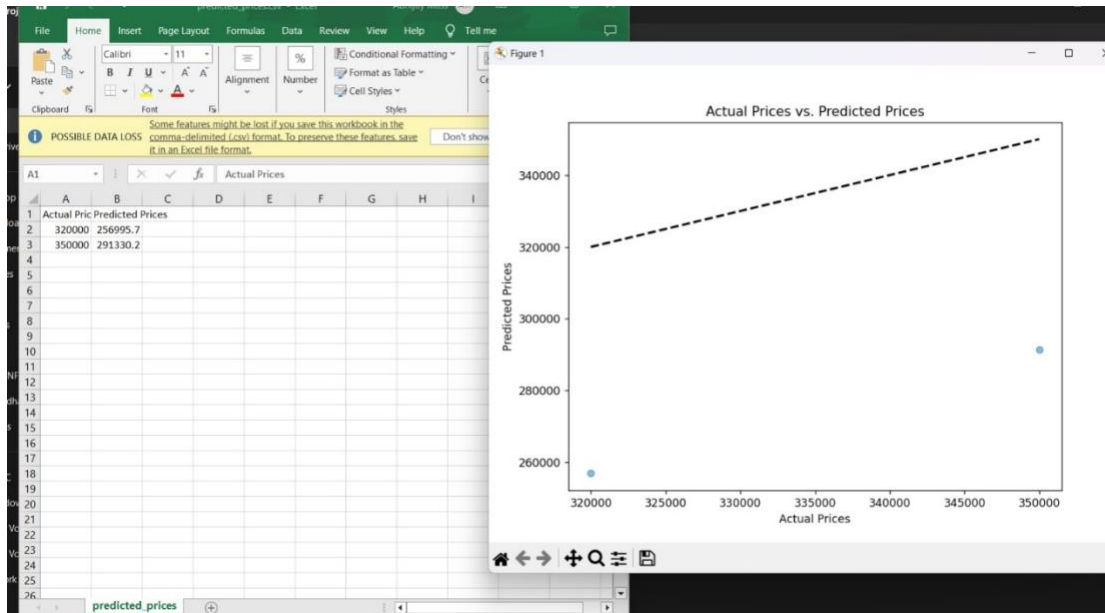 predicted_prices.csv - Excel
File Home Insert Page Layout Formulas Data Review View Help Tell me
Paste
Clipboard
Calibri 11
B I U A A
Font
Alignment
%
Number
Conditional Formatting
Format as Table
Cell Styles
Styles
POSSIBLE DATA LOSS Some features might be lost if you save this workbook in the comma-delimited (.csv) format. To preserve these features, save it in an Excel file format. Don't show
A1 fx Actual Prices
A B C D E F G H I
1 Actual Pric Predicted Prices
2 320000 256995.7
3 350000 291330.2
4
5
6
7
8
9
10
11
12
13
14
15
16
17
18
19
20
21
22
23
24
25
26
predicted_prices
Figure 1
Actual Prices vs. Predicted Prices
340000
320000
300000
280000
260000
Predicted Prices
320000 325000 330000 335000 340000 345000 350000
Actual Prices